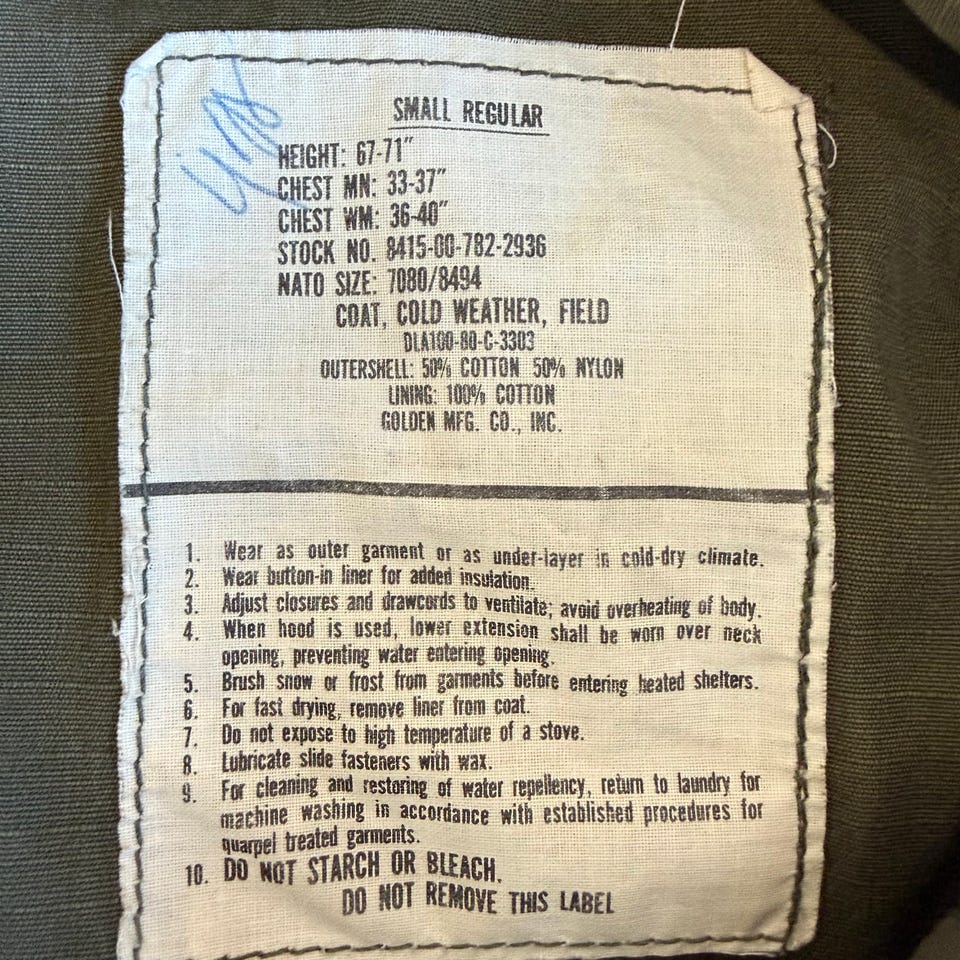 SMALL REGULAR
HEIGHT: 67-71"
CHEST MN: 33-37"
CHEST WM: 36-40"
STOCK NO. 8415-00-782-2936
NATO SIZE: 7080/8494
COAT, COLD WEATHER, FIELD
DLA100-80-C-3303
OUTERSHELL: 50% COTTON 50% NYLON
LINING: 100% COTTON
GOLDEN MFG. CO., INC.
1. Wear as outer garment or as under-layer in cold-dry climate.
2. Wear button-in liner for added insulation.
3. Adjust closures and drawcords to ventilate; avoid overheating of body.
4. When hood is used, lower extension shall be worn over neck
opening, preventing water entering opening.
5. Brush snow or frost from garments before entering heated shelters.
6. For fast drying, remove liner from coat.
7. Do not expose to high temperature of a stove.
8. Lubricate slide fasteners with wax.
9. For cleaning and restoring of water repellency, return to laundry for
machine washing in accordance with established procedures for
quarpel treated garments.
10. DO NOT STARCH OR BLEACH.
DO NOT REMOVE THIS LABEL